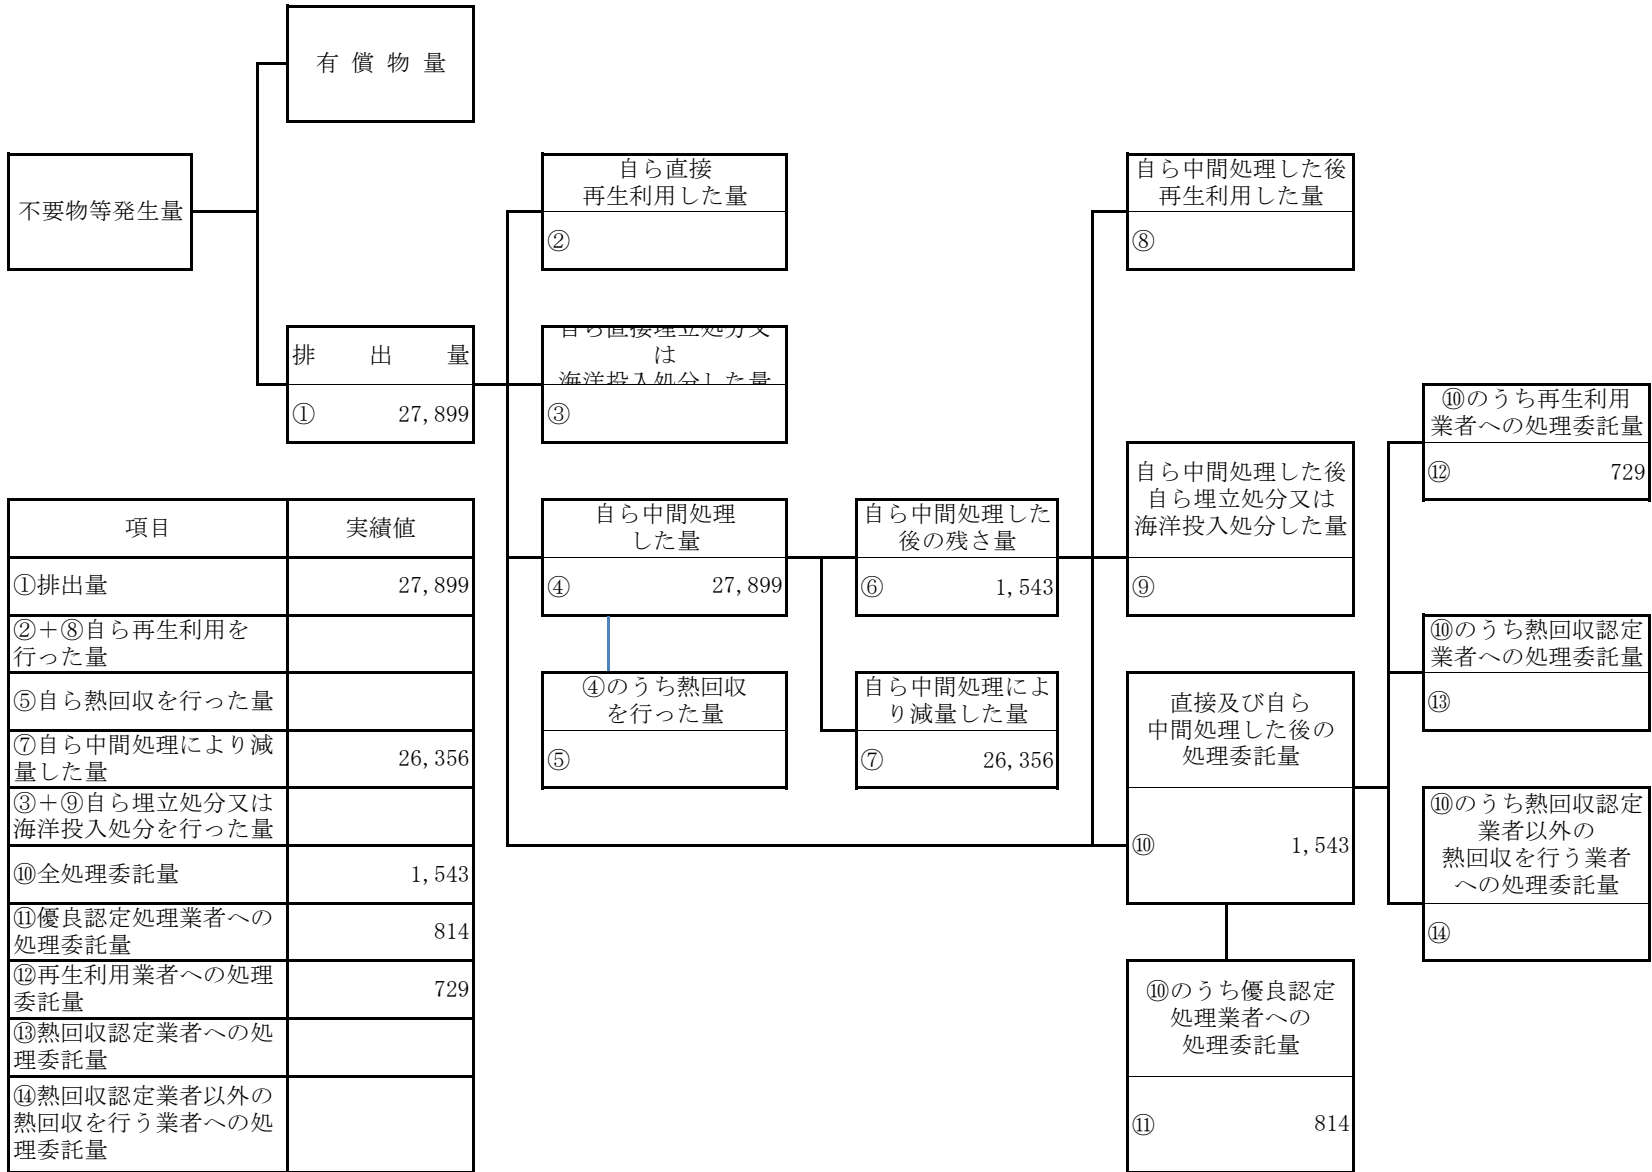 有償物量
不要物等発生量
排出量
① 27,899
自ら直接
再生利用した量
②
自ら直接埋立処分又
は
海洋投入処分した量
③
自ら中間処理
した量
④ 27,899
④のうち熱回収
を行った量
⑤
自ら中間処理した
後の残さ量
⑥ 1,543
自ら中間処理によ
り減量した量
⑦ 26,356
自ら中間処理した後
再生利用した量
⑧
自ら中間処理した後
自ら埋立処分又は
海洋投入処分した量
⑨
直接及び自ら
中間処理した後の
処理委託量
⑩ 1,543
⑩のうち優良認定
処理業者への
処理委託量
⑪ 814
⑩のうち再生利用
業者への処理委託量
⑫ 729
⑩のうち熱回収認定
業者への処理委託量
⑬
⑩のうち熱回収認定
業者以外の
熱回収を行う業者
への処理委託量
⑭
項目 実績値
①排出量 27,899
②＋⑧自ら再生利用を
行った量
⑤自ら熱回収を行った量
⑦自ら中間処理により減
量した量 26,356
③＋⑨自ら埋立処分又は
海洋投入処分を行った量
⑩全処理委託量 1,543
⑪優良認定処理業者への
処理委託量 814
⑫再生利用業者への処理
委託量 729
⑬熱回収認定業者への処
理委託量
⑭熱回収認定業者以外の
熱回収を行う業者への処
理委託量